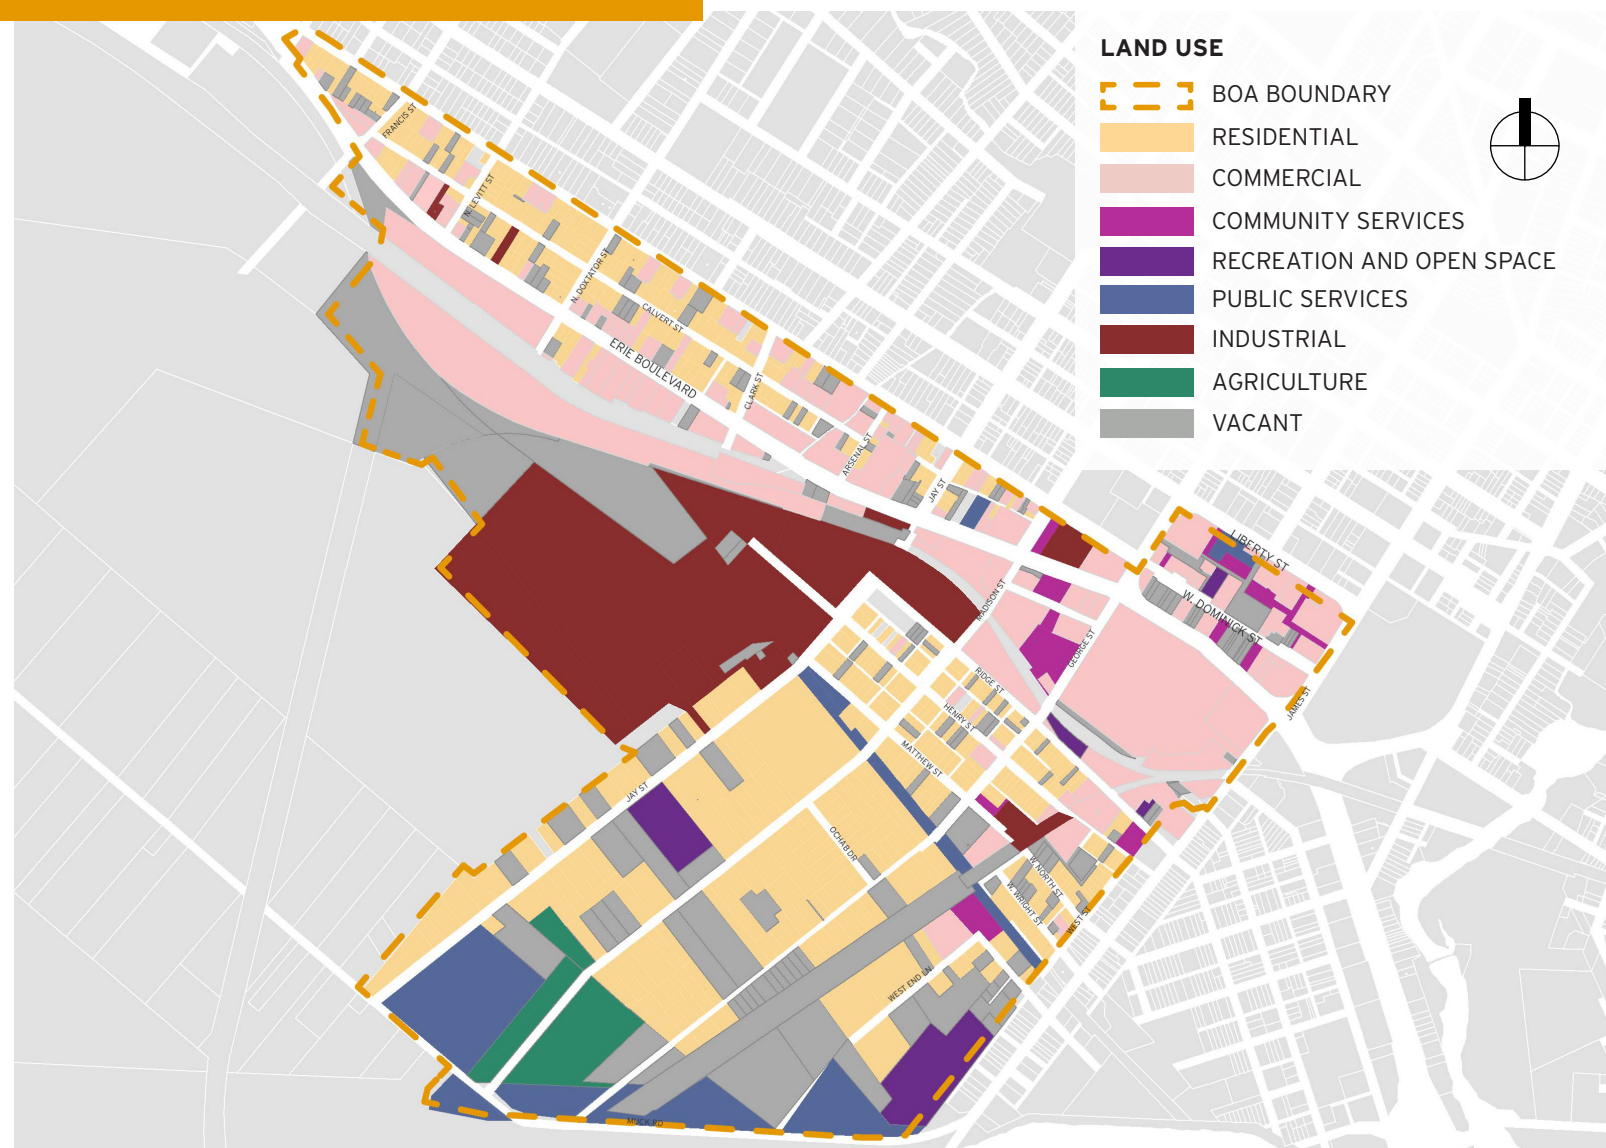 LAND USE
BOA BOUNDARY
RESIDENTIAL
COMMERCIAL
COMMUNITY SERVICES
RECREATION AND OPEN SPACE
PUBLIC SERVICES
INDUSTRIAL
AGRICULTURE
VACANT
FRANCIS ST
N. LEVITT ST
N. DOXTATOR ST
CALVERT ST
ERIE BOULEVARD
CLARK ST
ARSENAL ST
JAY ST
LIBERTY ST
W. DOMINICK ST
MADISON ST
GEORGE ST
JAMES ST
RIDGE ST
HENRY ST
MATTHEW ST
JAY ST
OCHAB DR
W. NORTH ST
W. WRIGHT ST
WEST ST
WEST END LN
MUCK RD